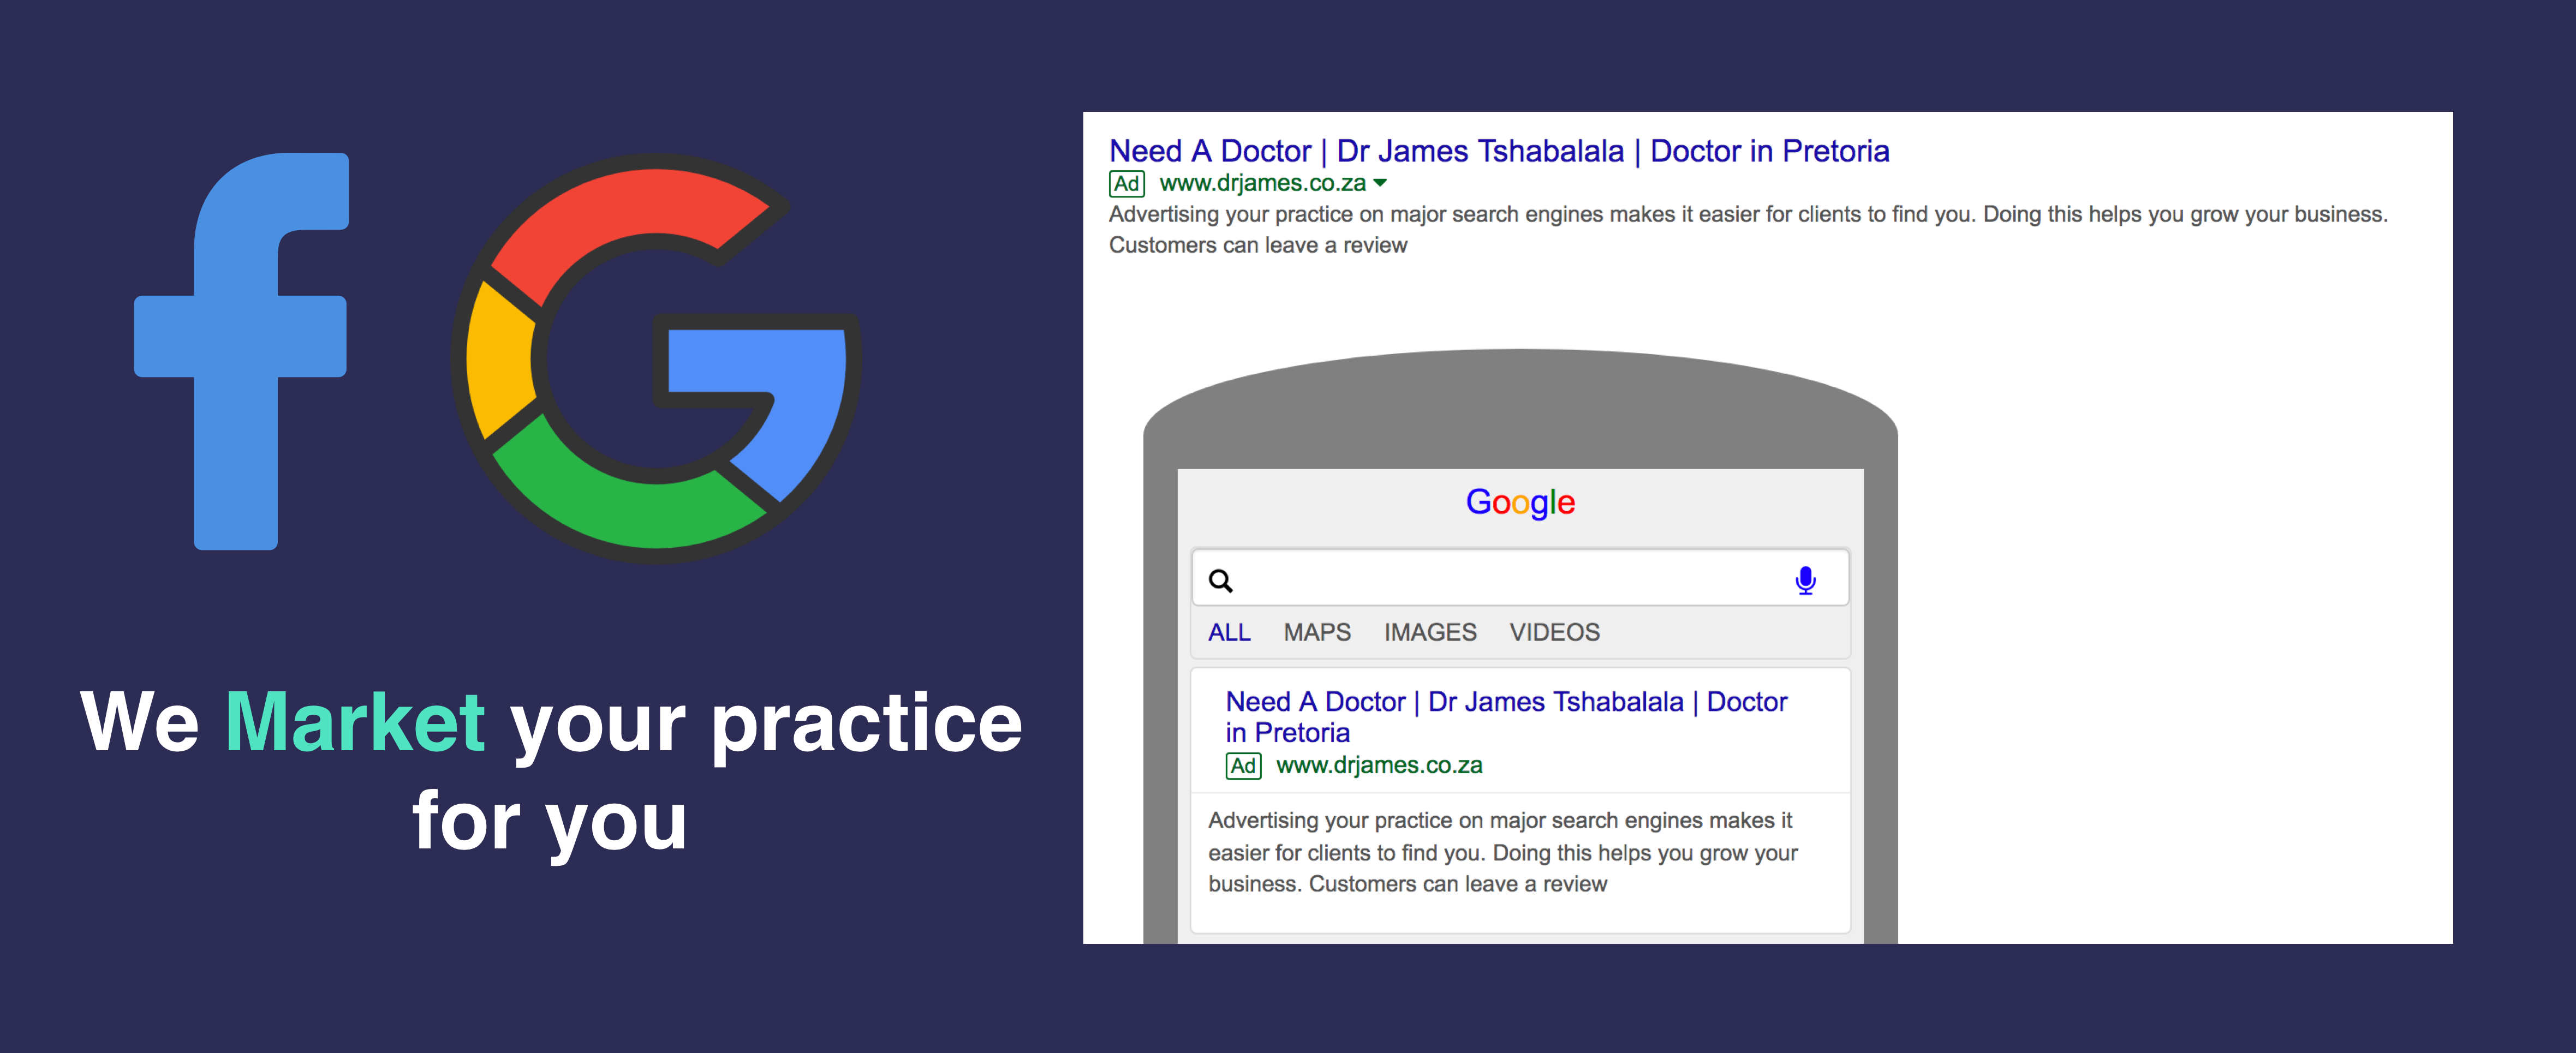 We Market your practice
for you
Need A Doctor | Dr James Tshabalala | Doctor in Pretoria
Ad www.drjames.co.za
Advertising your practice on major search engines makes it easier for clients to find you. Doing this helps you grow your business.
Customers can leave a review
Google
ALL MAPS IMAGES VIDEOS
Need A Doctor | Dr James Tshabalala | Doctor
in Pretoria
Ad www.drjames.co.za
Advertising your practice on major search engines makes it
easier for clients to find you. Doing this helps you grow your
business. Customers can leave a review